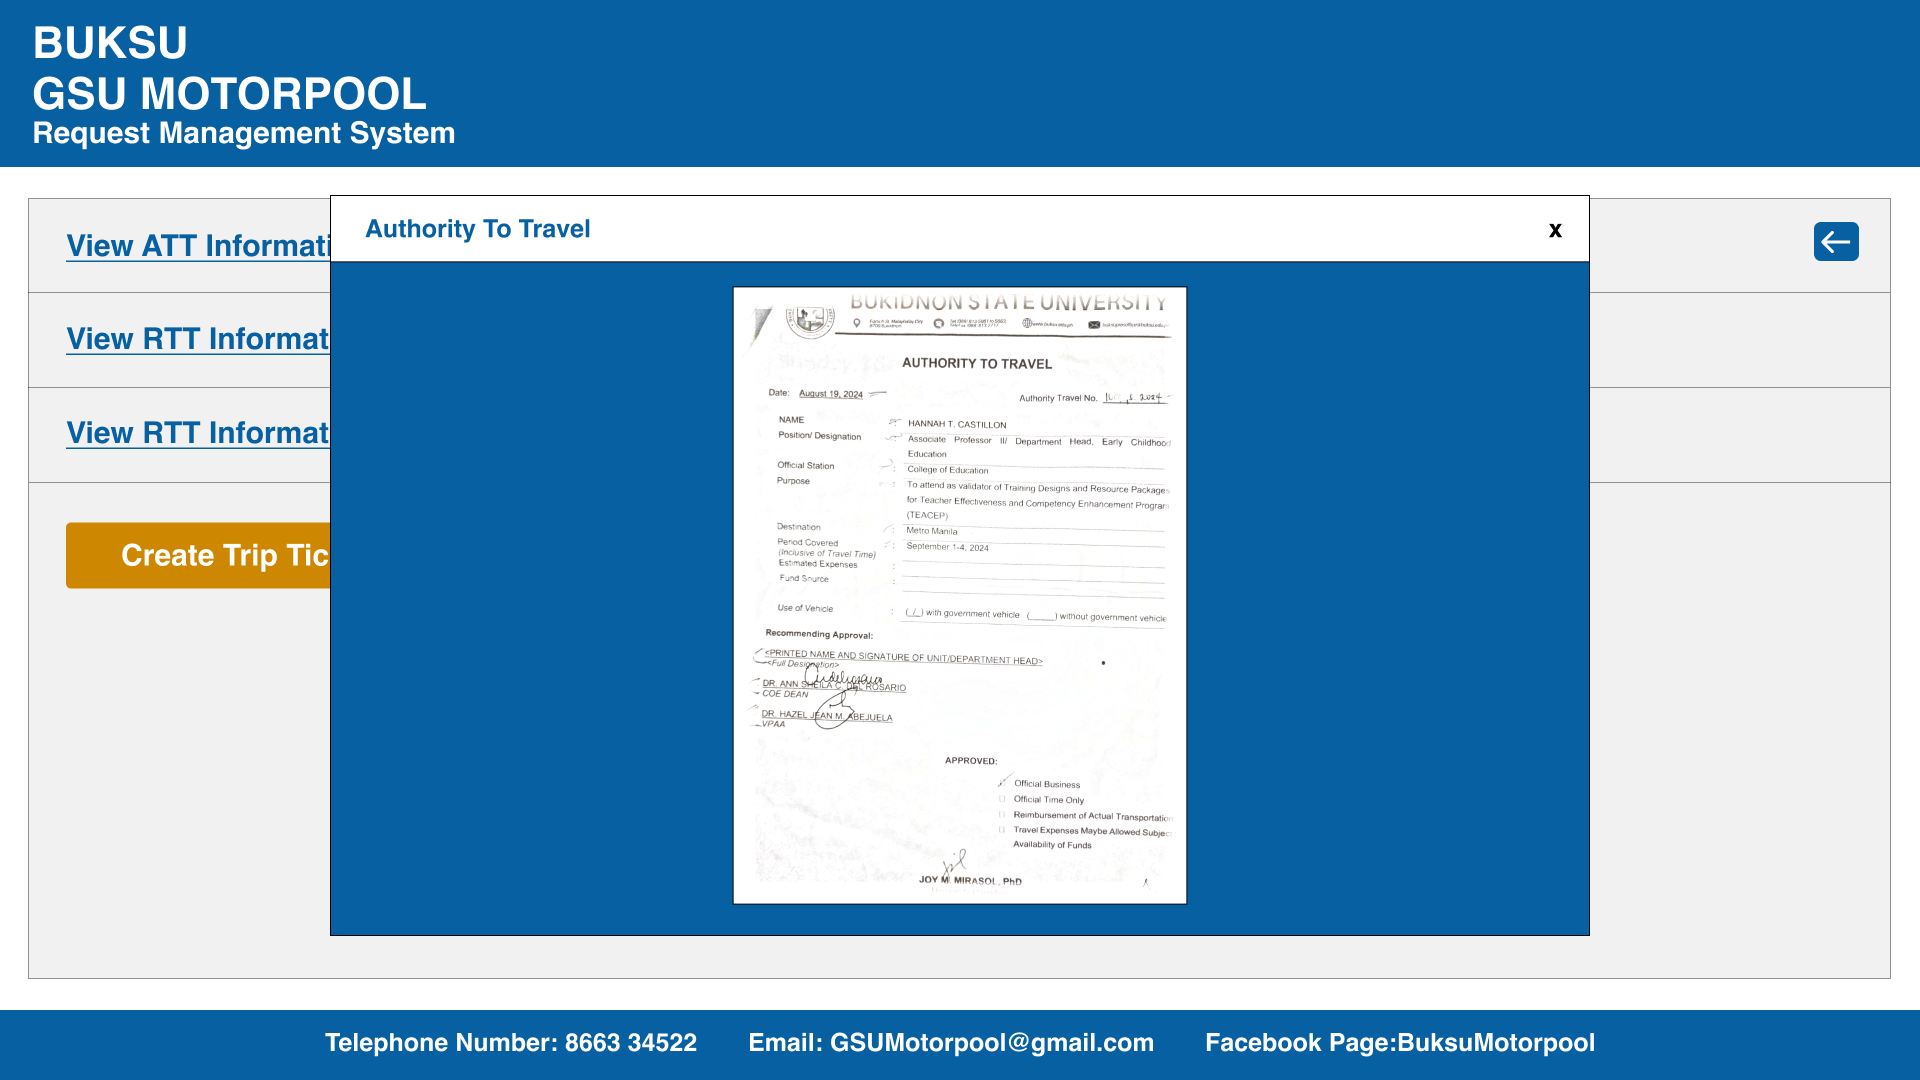 BUKSU
GSU MOTORPOOL
Request Management System
View ATT Informati
View RTT Informat
View RTT Informat
Create Trip Tic
Authority To Travel
x
BUKIDNON STATE UNIVERSITY
www.buksu.edu.ph
AUTHORITY TO TRAVEL
Date: August 19, 2024
Authority Travel No. 2024
NAME : HANNAH T. CASTILLON
Position/ Designation : Associate Professor II/ Department Head, Early Childhood
Education
Official Station : College of Education
Purpose : To attend as validator of Training Designs and Resource Packages
for Teacher Effectiveness and Competency Enhancement Program
(TEACEP)
Destination : Metro Manila
Period Covered : September 1-4, 2024
(Inclusive of Travel Time)
Estimated Expenses :
Fund Source :
Use of Vehicle : (_/_) with government vehicle (_____) without government vehicle
Recommending Approval:
<PRINTED NAME AND SIGNATURE OF UNIT/DEPARTMENT HEAD>
<Full Designation>
DR. ANN SHEILA C. DEL ROSARIO
COE DEAN
DR. HAZEL JEAN M. ABEJUELA
VPAA
APPROVED:
Official Business
Official Time Only
Reimbursement of Actual Transportation
Travel Expenses Maybe Allowed Subjec
Availability of Funds
JOY M. MIRASOL, PhD
Telephone Number: 8663 34522
Email: GSUMotorpool@gmail.com
Facebook Page:BuksuMotorpool